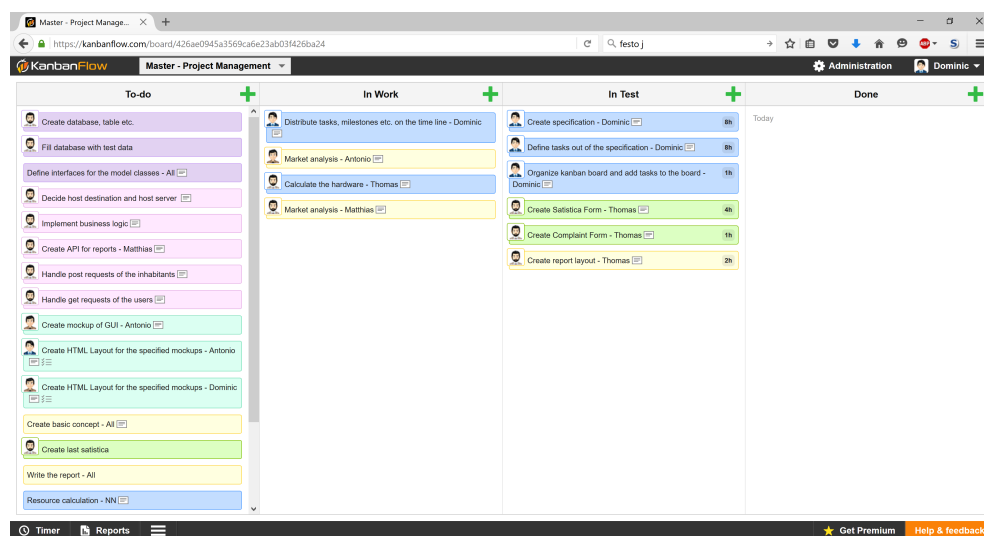 Master - Project Manage...
https://kanbanflow.com/board/426ae0945a3569ca6e23ab03f426ba24
festo j
ABP
S
KanbanFlow
Master - Project Management
Administration
Dominic
To-do
In Work
In Test
Done
Create database, table etc.
Fill database with test data
Define interfaces for the model classes - All
Decide host destination and host server
Implement business logic
Create API for reports - Matthias
Handle post requests of the inhabitants
Handle get requests of the users
Create mockup of GUI - Antonio
Create HTML Layout for the specified mockups - Antonio
Create HTML Layout for the specified mockups - Dominic
Create basic concept - All
Create last satistica
Write the report - All
Resource calculation - NN
Distribute tasks, milestones etc. on the time line - Dominic
Market analysis - Antonio
Calculate the hardware - Thomas
Market analysis - Matthias
Create specification - Dominic 8h
Define tasks out of the specification - Dominic 8h
Organize kanban board and add tasks to the board - 1h
Dominic
Create Satistica Form - Thomas 4h
Create Complaint Form - Thomas 1h
Create report layout - Thomas 2h
Today
Timer
Reports
Get Premium
Help & feedback